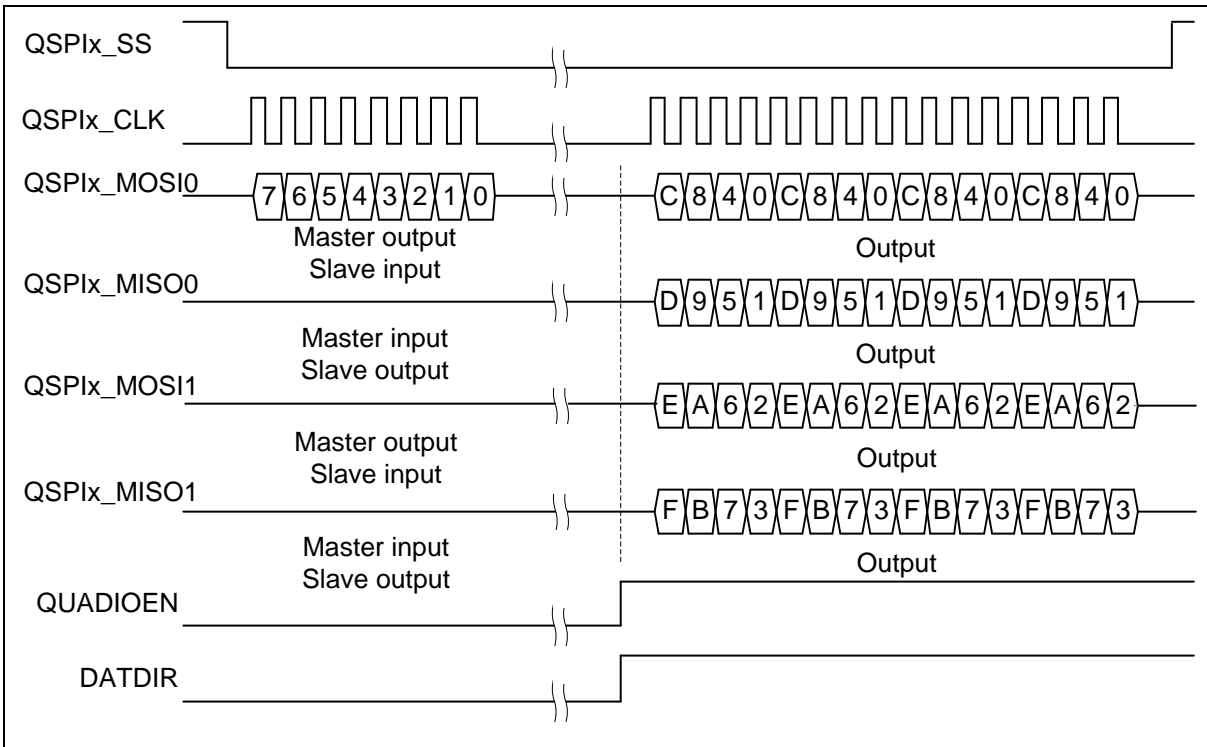 QSPIx_SS
QSPIx_CLK
QSPIx_MOSI0
7 6 5 4 3 2 1 0
C 8 4 0 C 8 4 0 C 8 4 0 C 8 4 0
Master output
Slave input
Output
QSPIx_MISO0
D 9 5 1 D 9 5 1 D 9 5 1 D 9 5 1
Master input
Slave output
Output
QSPIx_MOSI1
E A 6 2 E A 6 2 E A 6 2 E A 6 2
Master output
Slave input
Output
QSPIx_MISO1
F B 7 3 F B 7 3 F B 7 3 F B 7 3
Master input
Slave output
Output
QUADIOEN
DATDIR